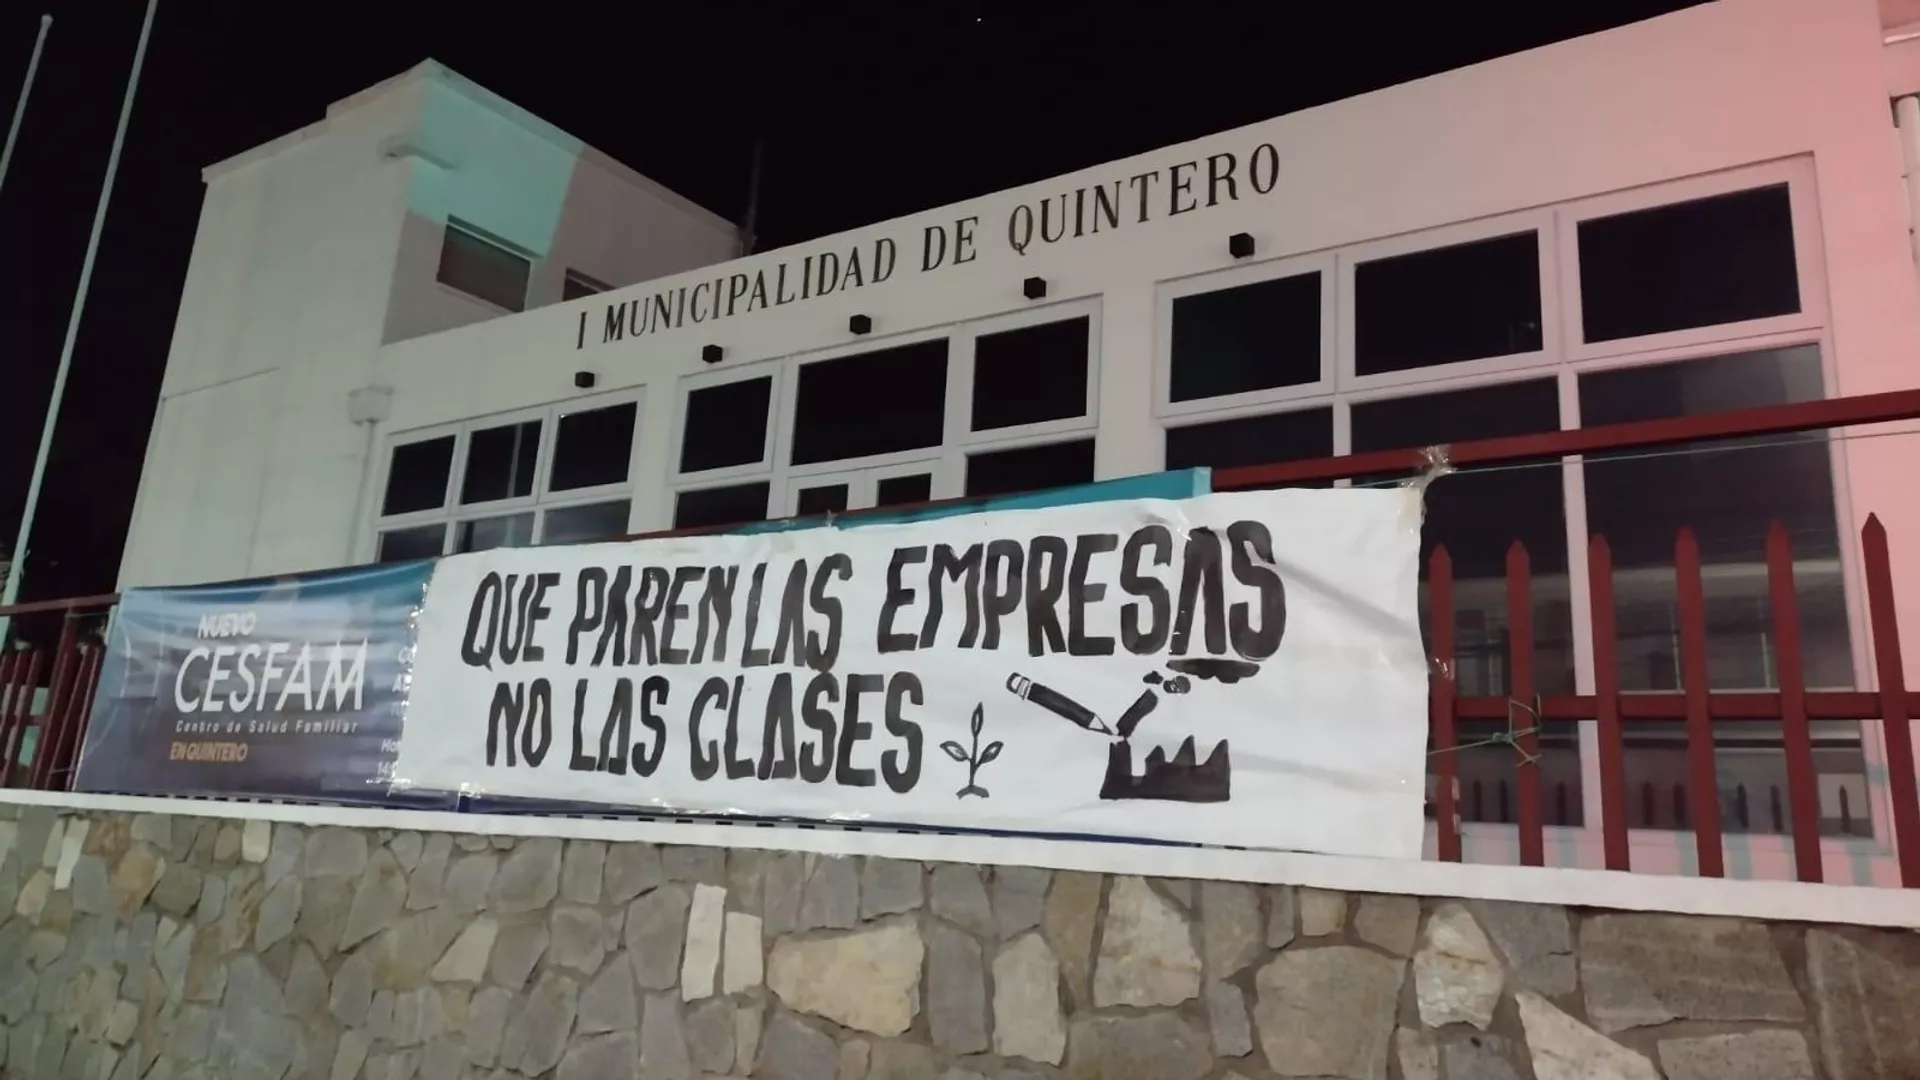 I MUNICIPALIDAD DE QUINTERO
QUE PAREN LAS EMPRESAS
NO LAS CLASES
NUEVO
CESFAM
Centro de Salud Familiar
EN QUINTERO